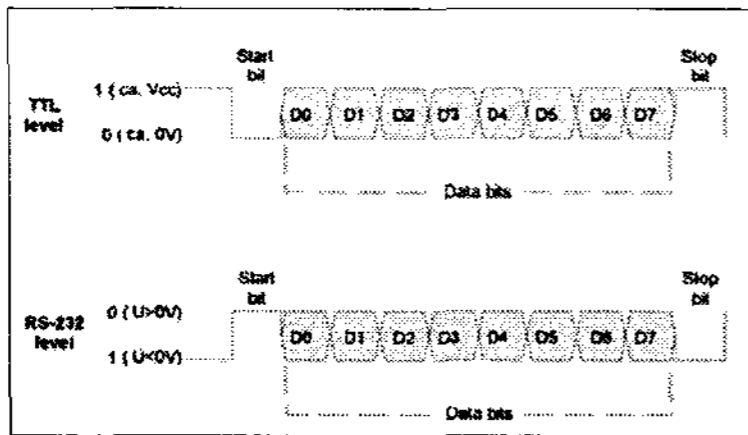 Start bit
Stop bit
TTL level
1 ( ca. Vcc)
0 ( ca. 0V)
D0 D1 D2 D3 D4 D5 D6 D7
Data bits
Start bit
Stop bit
RS-232 level
0 ( U>0V)
1 ( U<0V)
D0 D1 D2 D3 D4 D5 D6 D7
Data bits